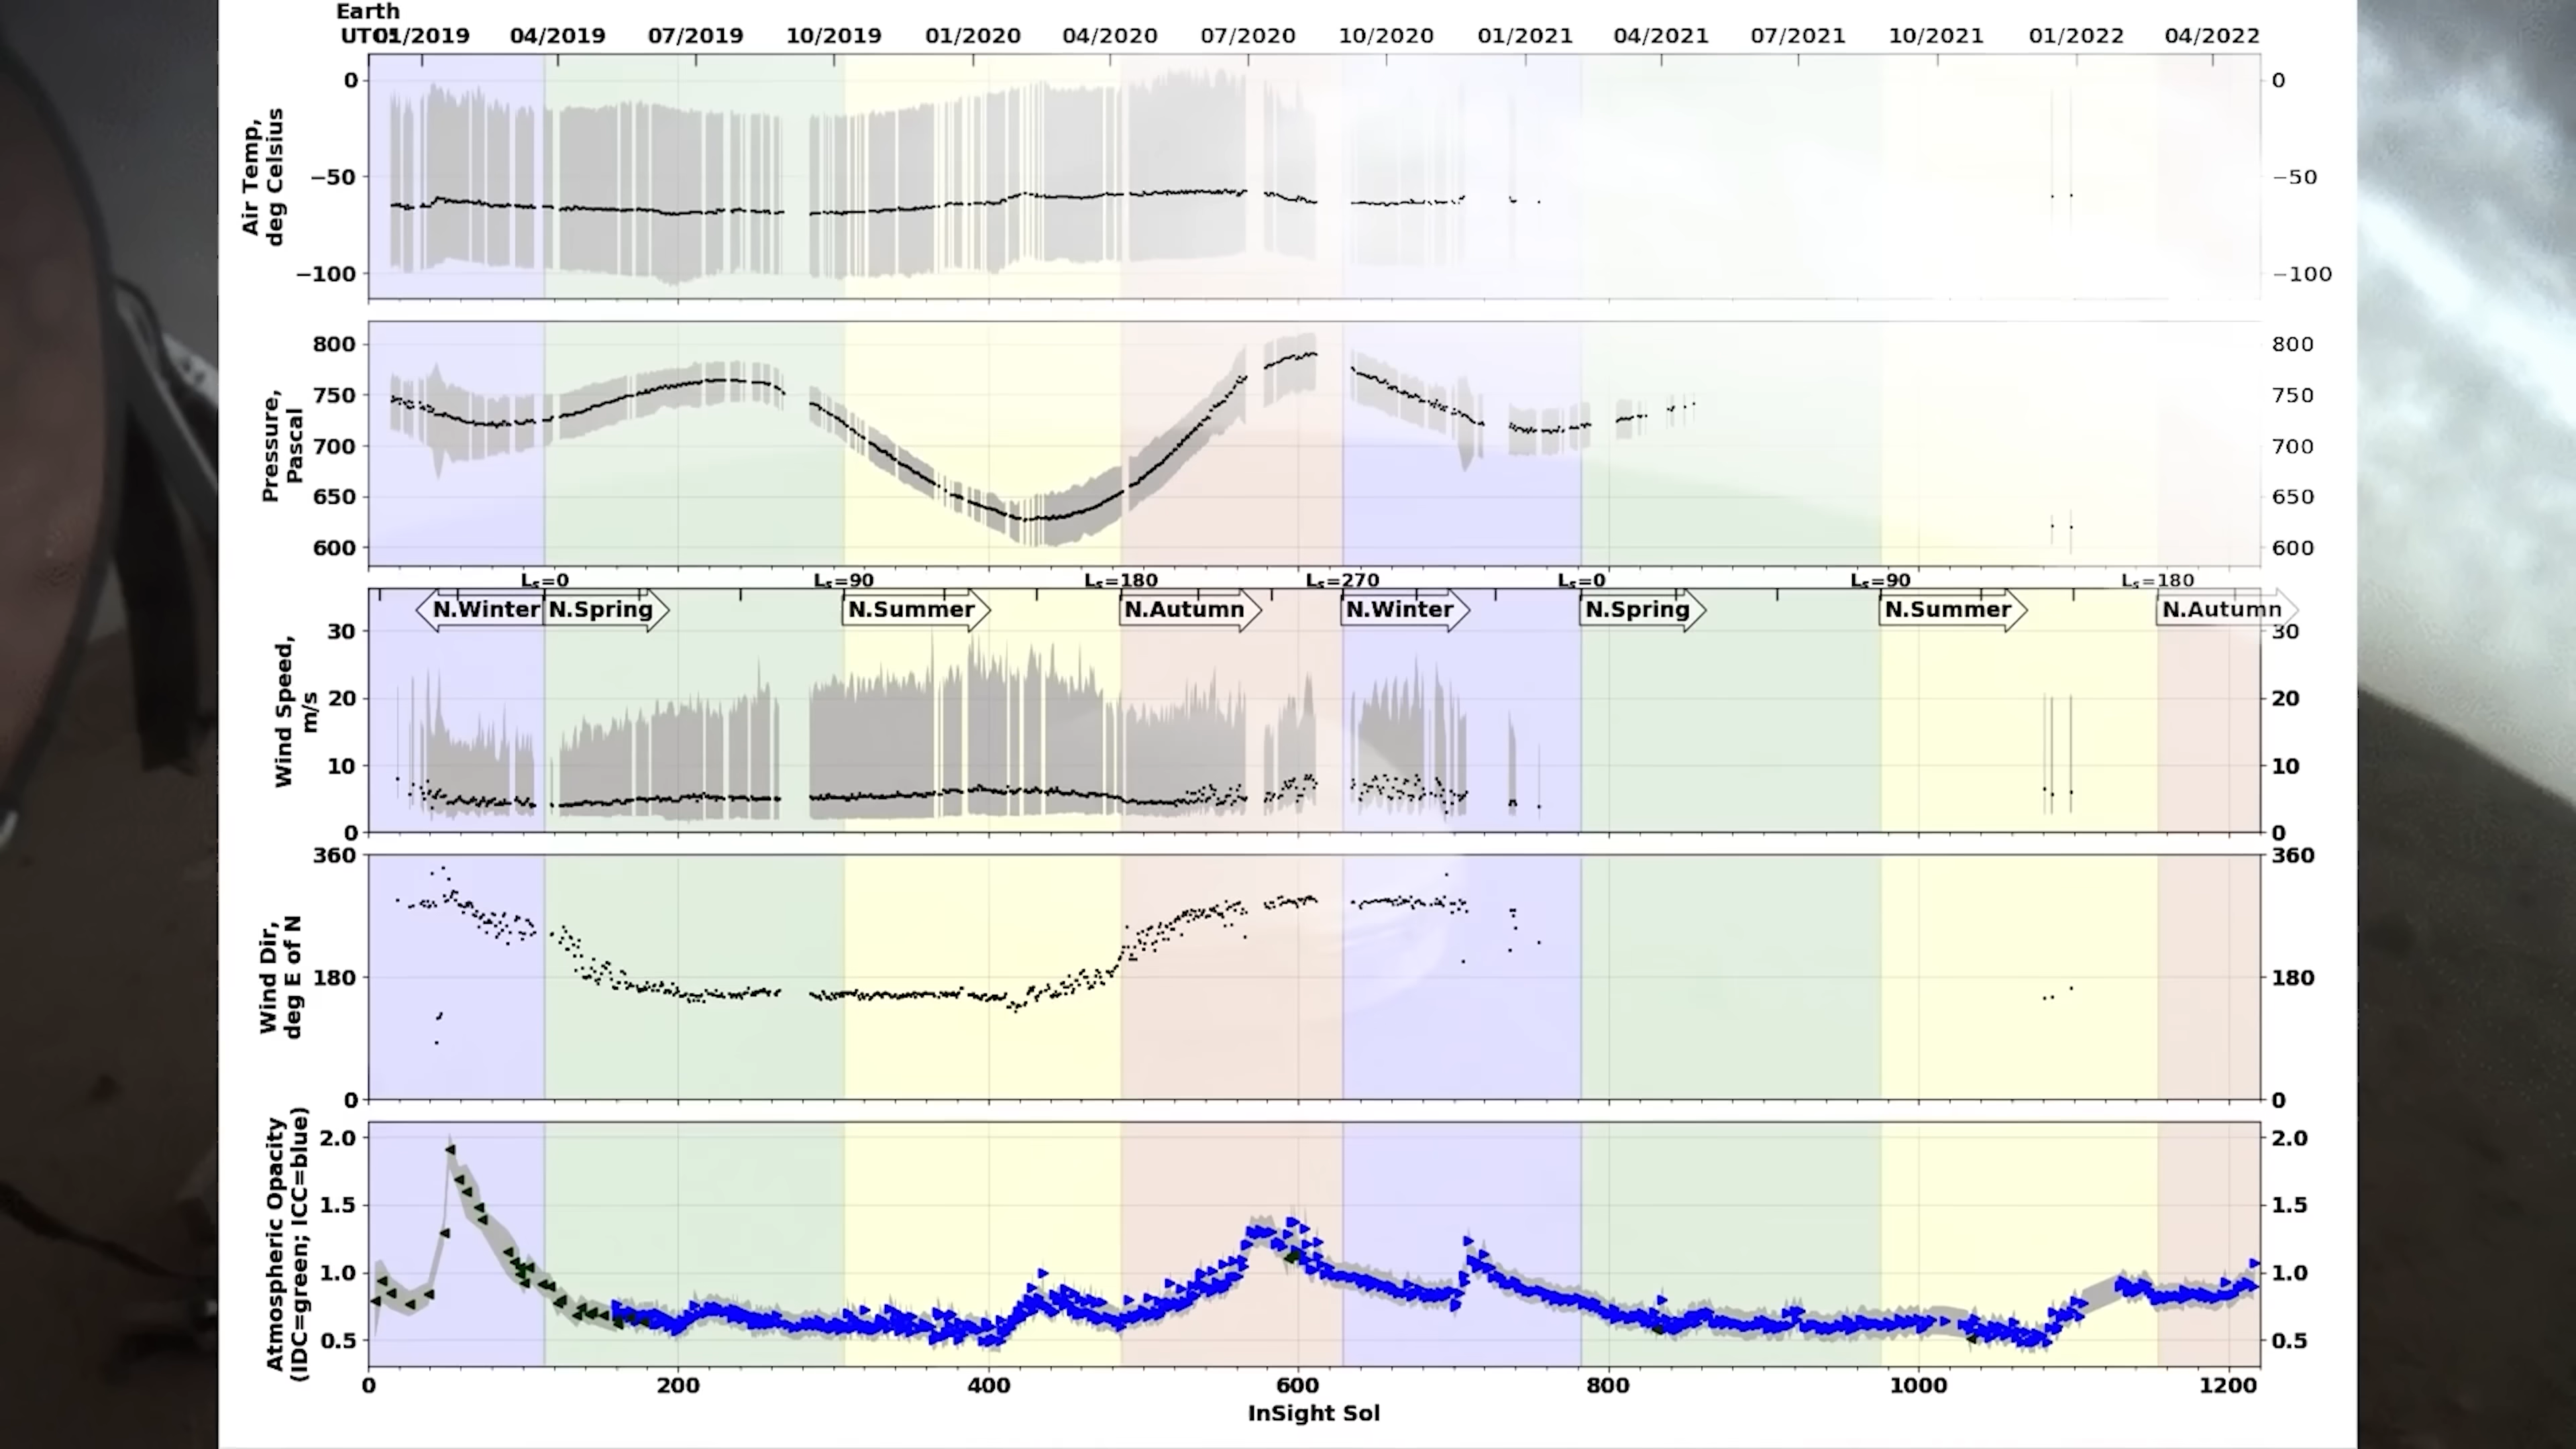 Earth
UTC 01/2019 04/2019 07/2019 10/2019 01/2020 04/2020 07/2020 10/2020 01/2021 04/2021 07/2021 10/2021 01/2022 04/2022
Air Temp,
deg Celsius
0
−50
−100
0
−50
−100
Pressure,
Pascal
800
750
700
650
600
800
750
700
650
600
Ls=0 Ls=90 Ls=180 Ls=270 Ls=0 Ls=90 Ls=180
N.Winter N.Spring N.Summer N.Autumn N.Winter N.Spring N.Summer N.Autumn
Wind Speed,
m/s
30
20
10
0
30
20
10
0
Wind Dir,
deg E of N
360
180
0
360
180
0
Atmospheric Opacity
(IDC=green; ICC=blue)
2.0
1.5
1.0
0.5
2.0
1.5
1.0
0.5
0 200 400 600 800 1000 1200
InSight Sol